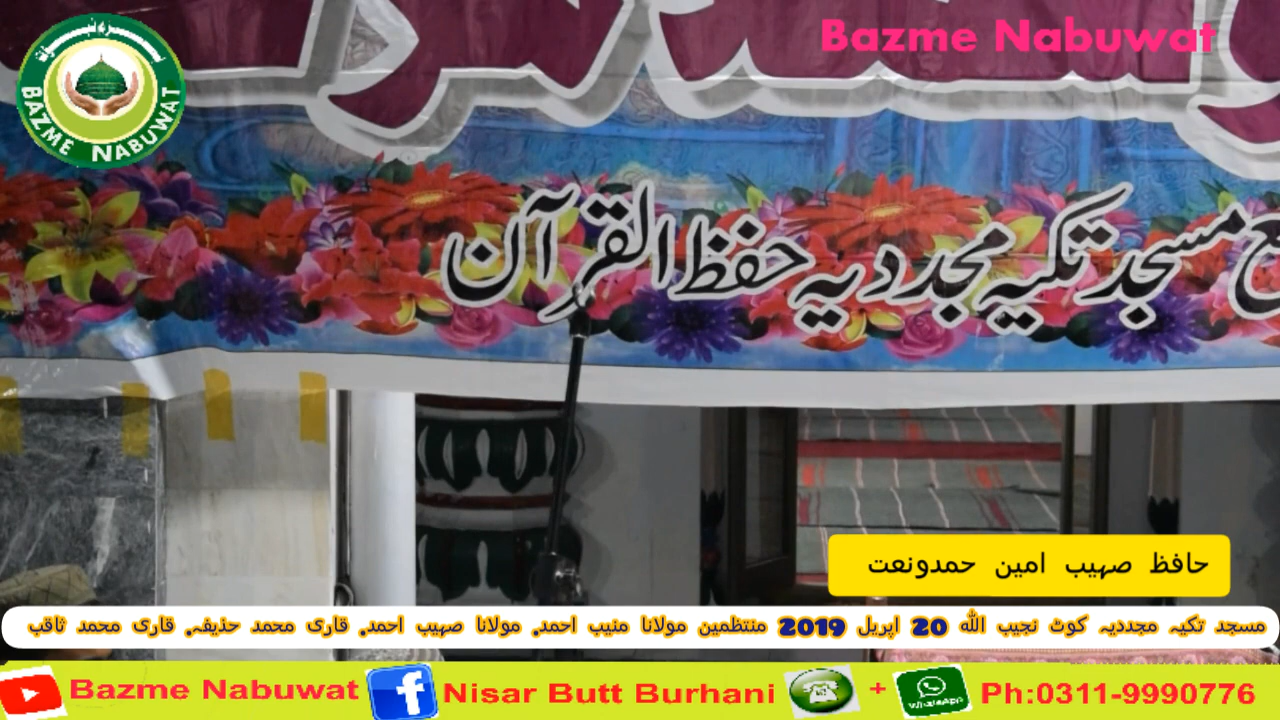 Bazme Nabuwat
BAZME NABUWAT
مسجد تکیہ مجددیہ حفظ القرآن
حافظ صہیب امین حمدونعت
مسجد تکیہ مجددیہ کوٹ نجیب اللہ 20 اپریل 2019 منتظمین مولانا منیب احمد. مولانا صہیب احمد. قاری محمد حذیفہ. قاری محمد ثاقب
Bazme Nabuwat Nisar Butt Burhani + WhatsApp Ph:0311-9990776